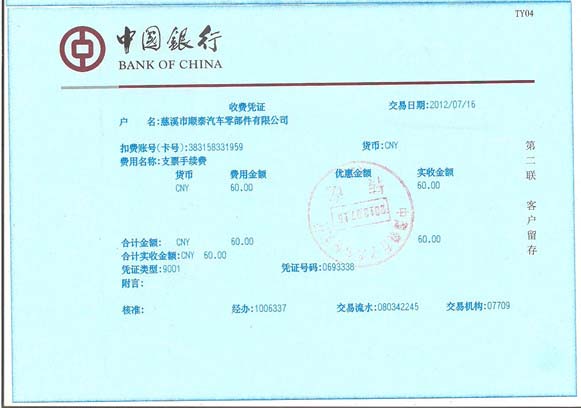 TY04
中国銀行
BANK OF CHINA
收费凭证 交易日期:2012/07/16
户 名:慈溪市顺泰汽车零部件有限公司
扣费账号(卡号):383158331959 货币:CNY
费用名称:支票手续费
货币 费用金额 优惠金额 实收金额
CNY 60.00 60.00
合计金额: CNY 60.00 60.00
合计实收金额:CNY 60.00
凭证类型:9001 凭证号码:0693338
附言:
核准: 经办:1006337 交易流水:080342245 交易机构:07709
第二联 客户留存